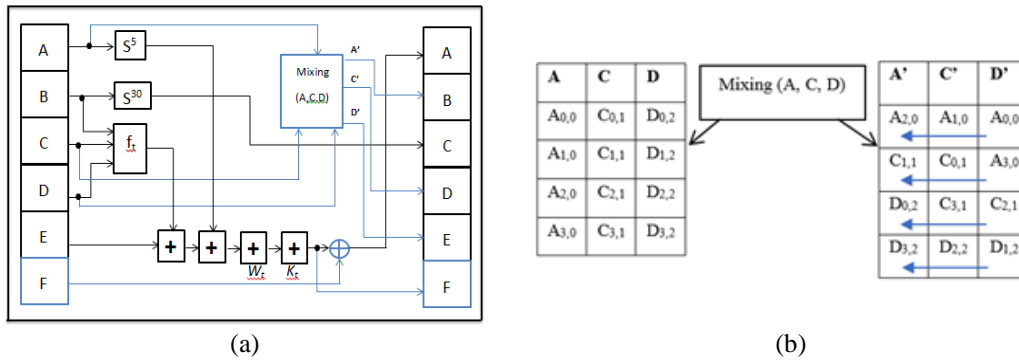 A
B
C
D
E
F
S⁵
S³⁰
fₜ
Mixing
(A,C,D)
A'
C'
D'
+
+
+
+
Wₜ
Kₜ
A
B
C
D
E
F
(a)
A C D
A₀,₀ C₀,₁ D₀,₂
A₁,₀ C₁,₁ D₁,₂
A₂,₀ C₂,₁ D₂,₂
A₃,₀ C₃,₁ D₃,₂
Mixing (A, C, D)
A’ C’ D’
A₂,₀ A₁,₀ A₀,₀
C₁,₁ C₀,₁ A₃,₀
D₀,₂ C₃,₁ C₂,₁
D₃,₂ D₂,₂ D₁,₂
(b)